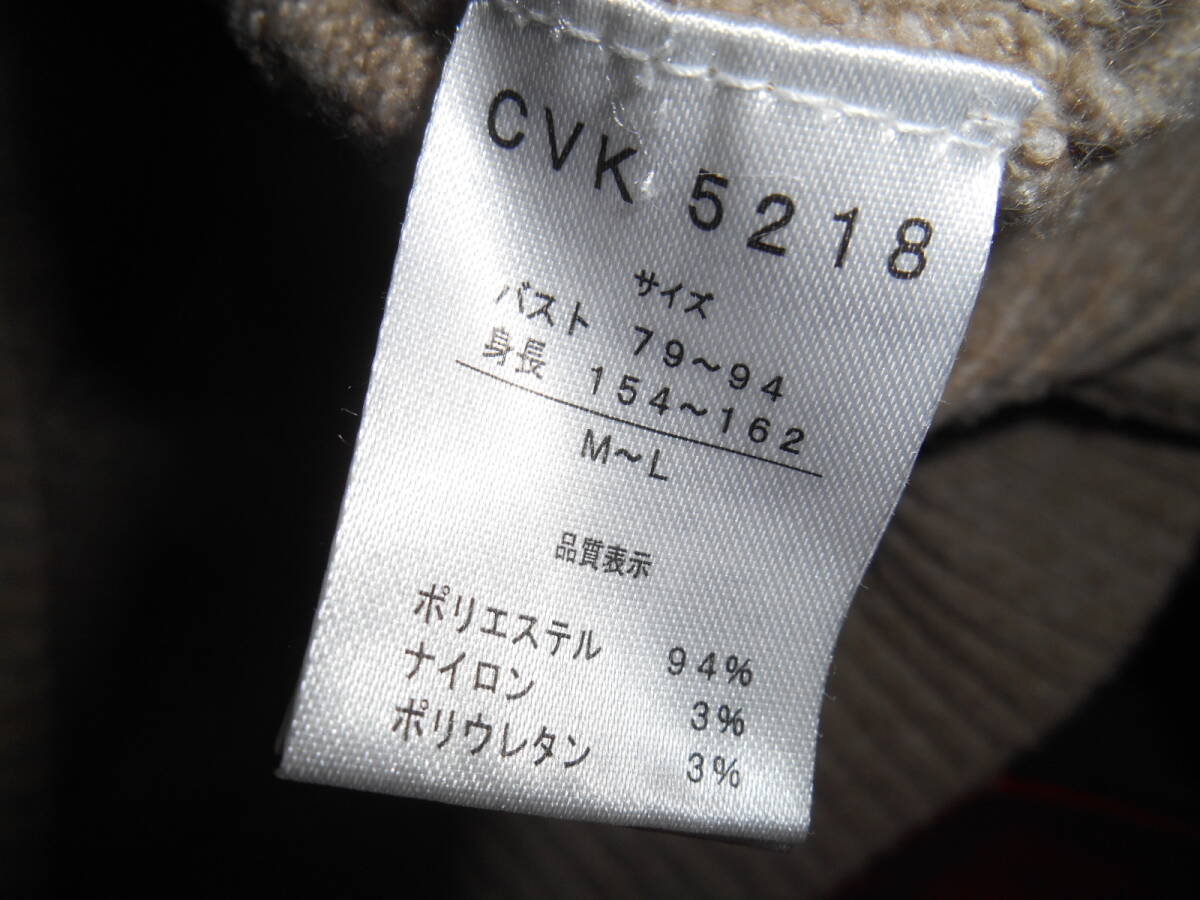 CVK 5218
サイズ
バスト 79～94
身長 154～162
M～L
品質表示
ポリエステル 94%
ナイロン 3%
ポリウレタン 3%